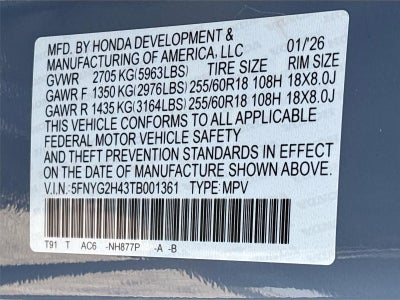 MFD. BY HONDA DEVELOPMENT &
MANUFACTURING OF AMERICA, LLC 01/'26
GVWR 2705 KG(5963LBS) TIRE SIZE RIM SIZE
GAWR F 1350 KG(2976LBS) 255/60R18 108H 18X8.0J
GAWR R 1435 KG(3164LBS) 255/60R18 108H 18X8.0J
THIS VEHICLE CONFORMS TO ALL APPLICABLE
FEDERAL MOTOR VEHICLE SAFETY
AND THEFT PREVENTION STANDARDS IN EFFECT
ON THE DATE OF MANUFACTURE SHOWN ABOVE.
V.I.N.: 5FNYG2H43TB001361 TYPE: MPV
T91 T AC6 -NH877P -A -B